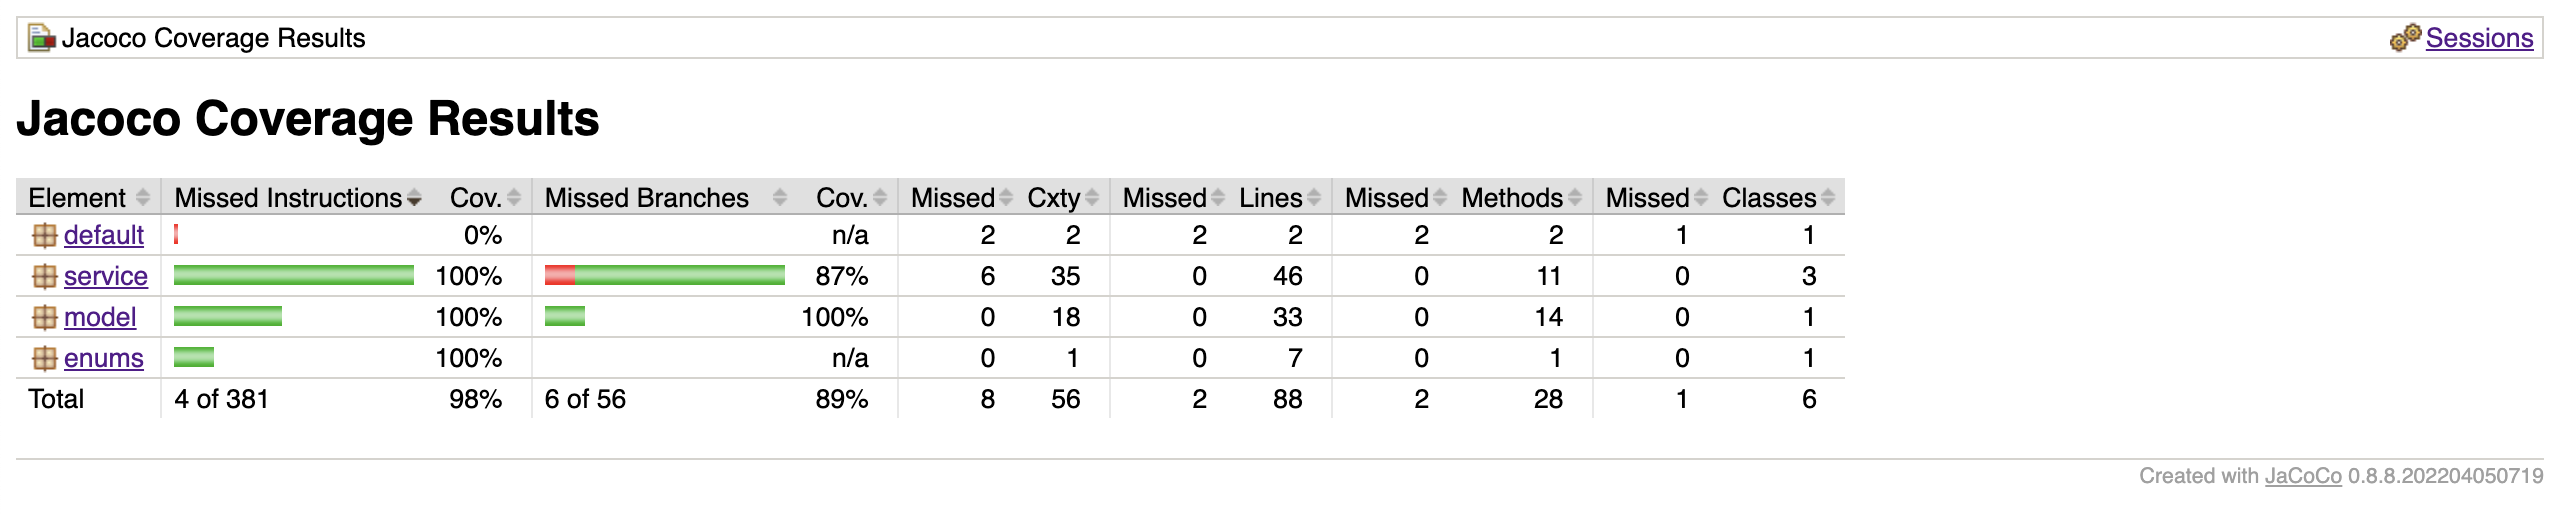 Jacoco Coverage Results Sessions
Jacoco Coverage Results
Element Missed Instructions Cov. Missed Branches Cov. Missed Cxty Missed Lines Missed Methods Missed Classes
default 0% n/a 2 2 2 2 2 2 1 1
service 100% 87% 6 35 0 46 0 11 0 3
model 100% 100% 0 18 0 33 0 14 0 1
enums 100% n/a 0 1 0 7 0 1 0 1
Total 4 of 381 98% 6 of 56 89% 8 56 2 88 2 28 1 6
Created with JaCoCo 0.8.8.202204050719